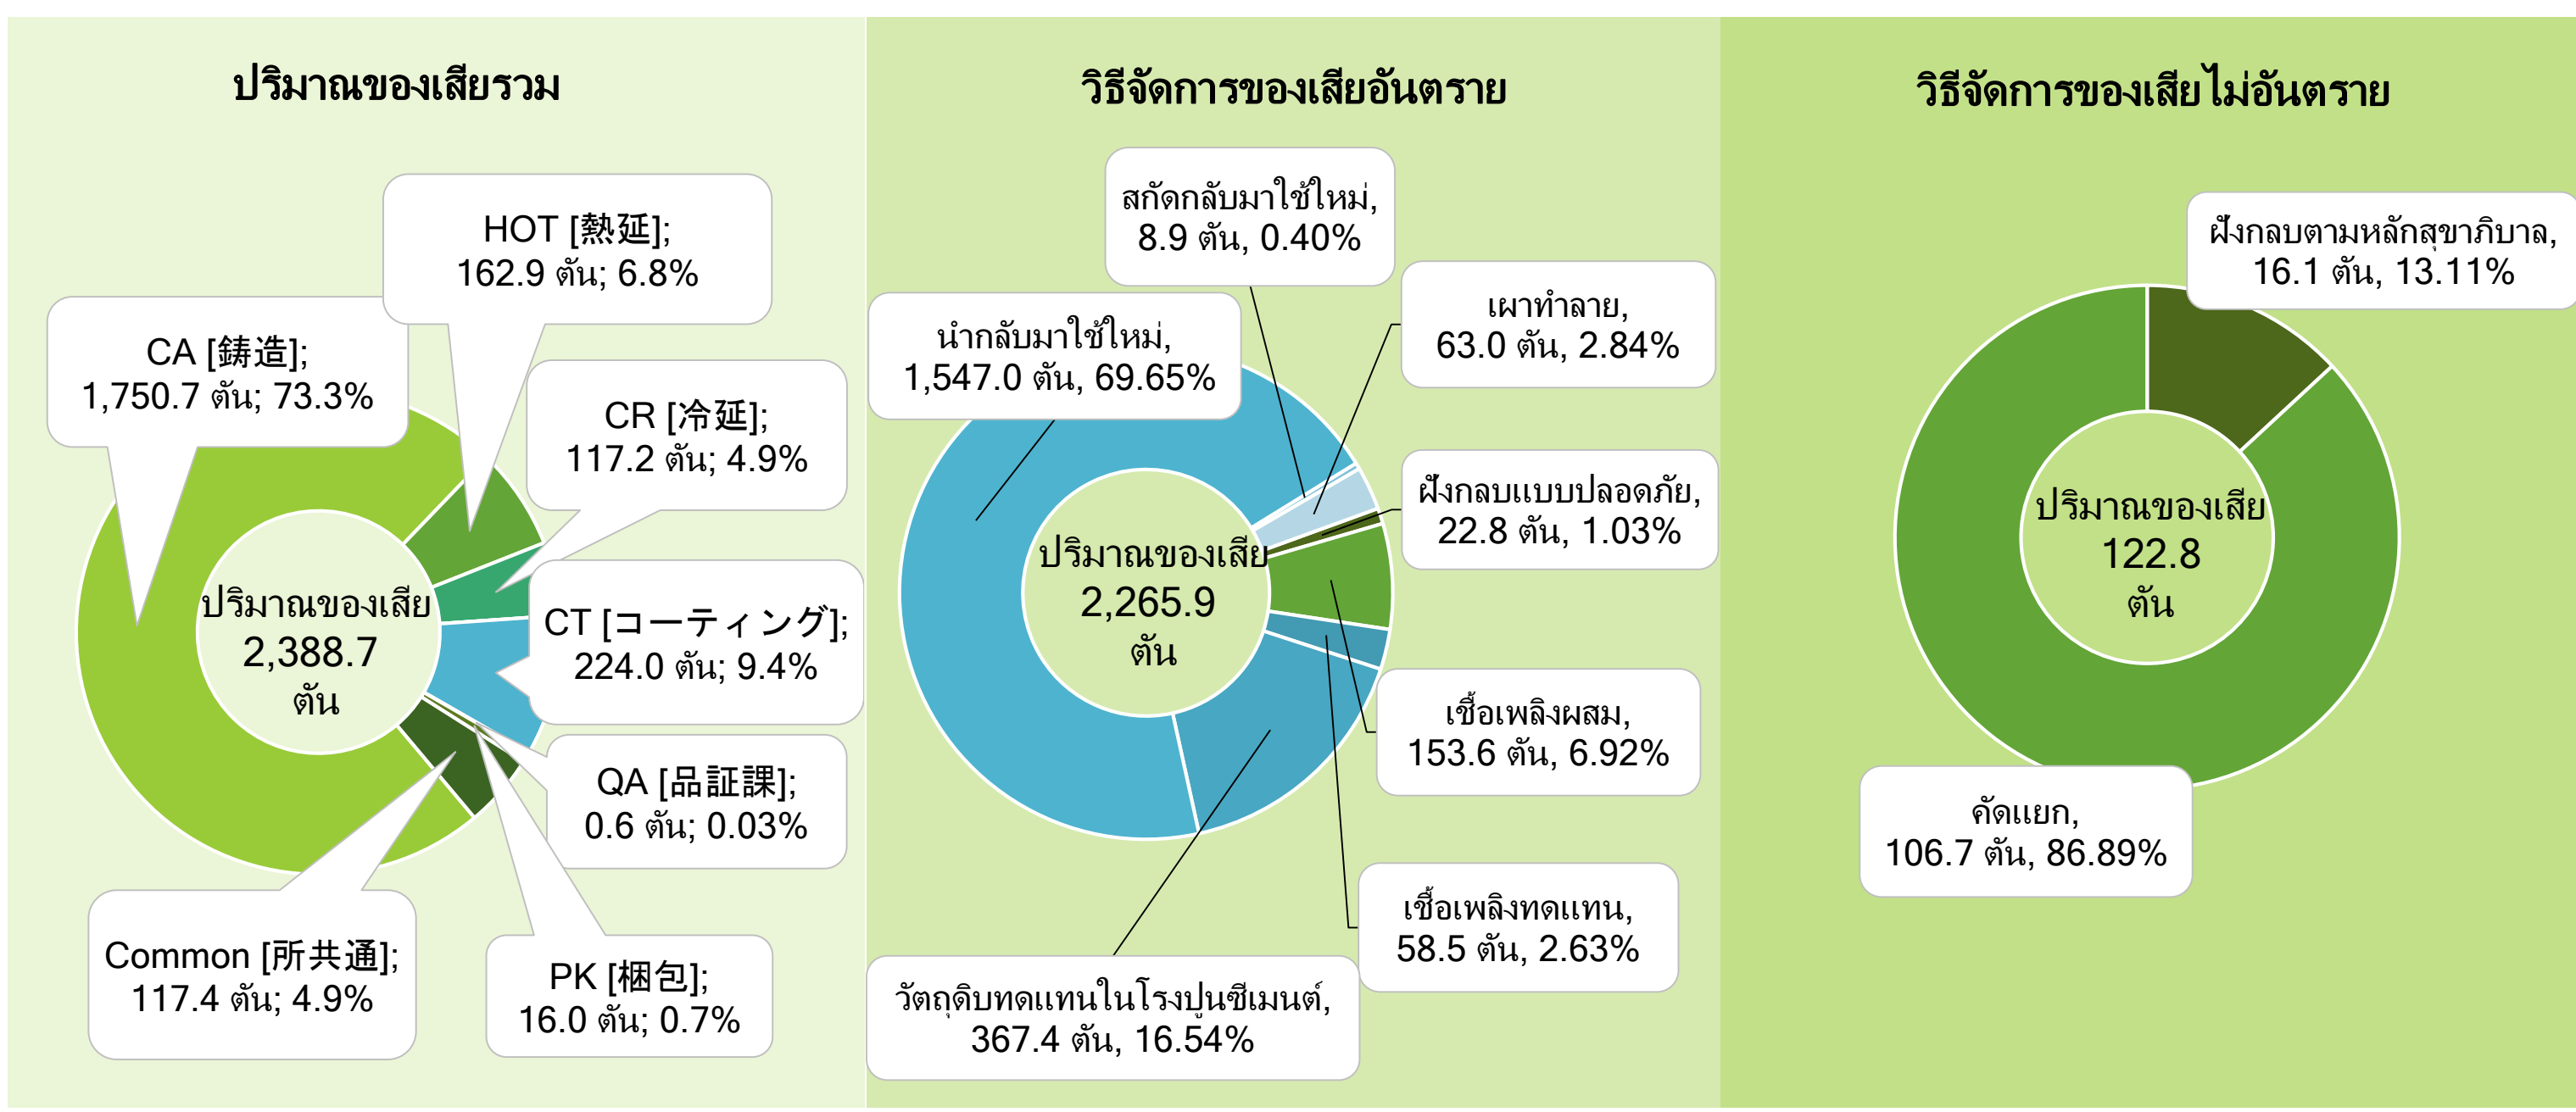 ปริมาณของเสียรวม
HOT [熱延];
162.9 ตัน; 6.8%
CA [鋳造];
1,750.7 ตัน; 73.3%
CR [冷延];
117.2 ตัน; 4.9%
CT [コーティング];
224.0 ตัน; 9.4%
ปริมาณของเสีย
2,388.7
ตัน
QA [品証課];
0.6 ตัน; 0.03%
Common [所共通];
117.4 ตัน; 4.9%
PK [梱包];
16.0 ตัน; 0.7%
วิธีจัดการของเสียอันตราย
สกัดกลับมาใช้ใหม่,
8.9 ตัน, 0.40%
นำกลับมาใช้ใหม่,
1,547.0 ตัน, 69.65%
เผาทำลาย,
63.0 ตัน, 2.84%
ฝังกลบแบบปลอดภัย,
22.8 ตัน, 1.03%
ปริมาณของเสีย
2,265.9
ตัน
เชื้อเพลิงผสม,
153.6 ตัน, 6.92%
เชื้อเพลิงทดแทน,
58.5 ตัน, 2.63%
วัตถุดิบทดแทนในโรงปูนซีเมนต์,
367.4 ตัน, 16.54%
วิธีจัดการของเสียไม่อันตราย
ฝังกลบตามหลักสุขาภิบาล,
16.1 ตัน, 13.11%
ปริมาณของเสีย
122.8
ตัน
คัดแยก,
106.7 ตัน, 86.89%